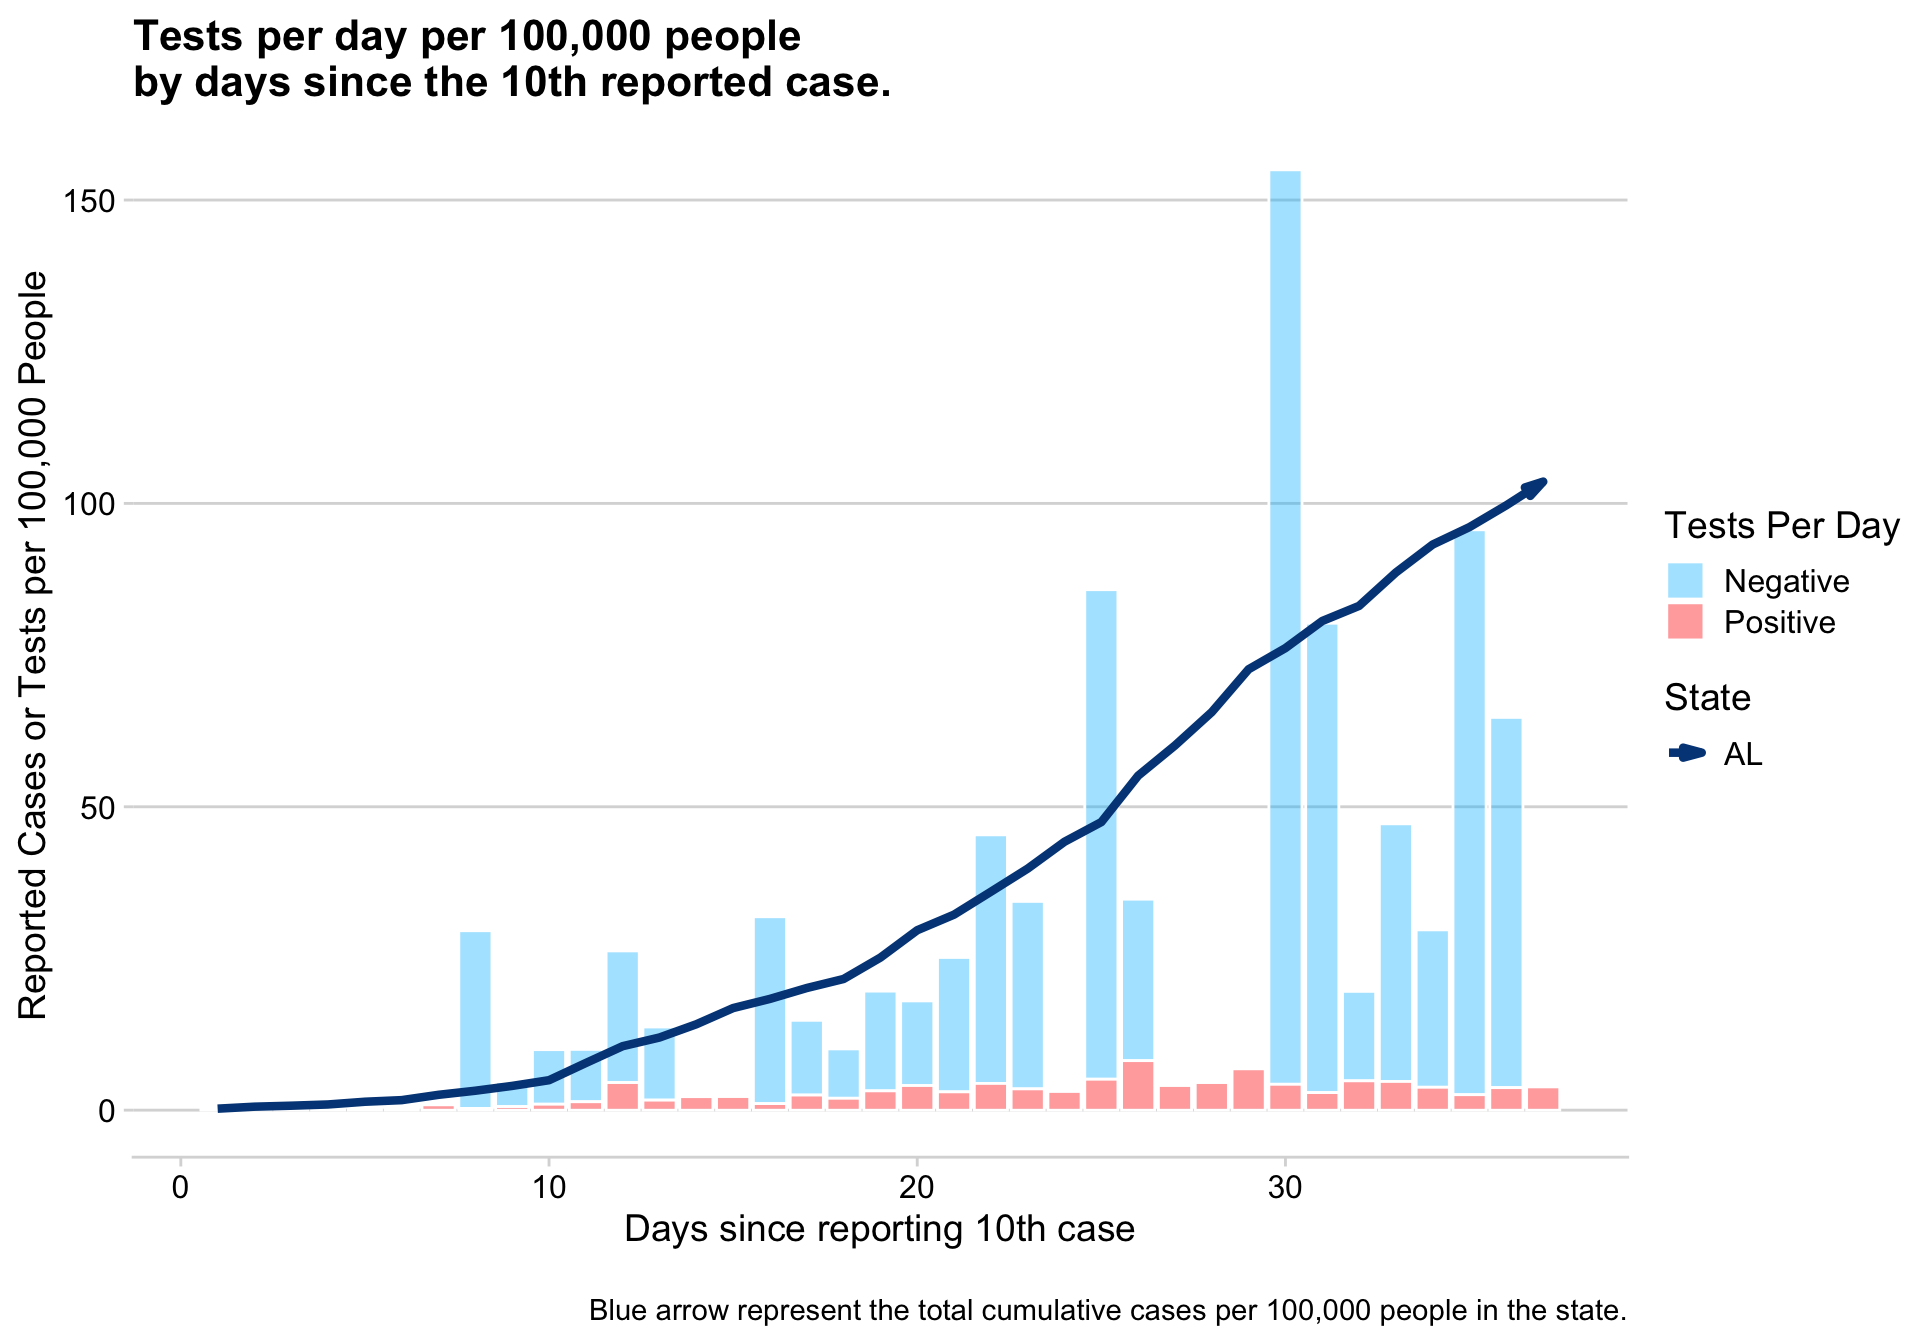 Tests per day per 100,000 people
by days since the 10th reported case.
Reported Cases or Tests per 100,000 People
150
100
50
0
0
10
20
30
Days since reporting 10th case
Tests Per Day
Negative
Positive
State
AL
Blue arrow represent the total cumulative cases per 100,000 people in the state.